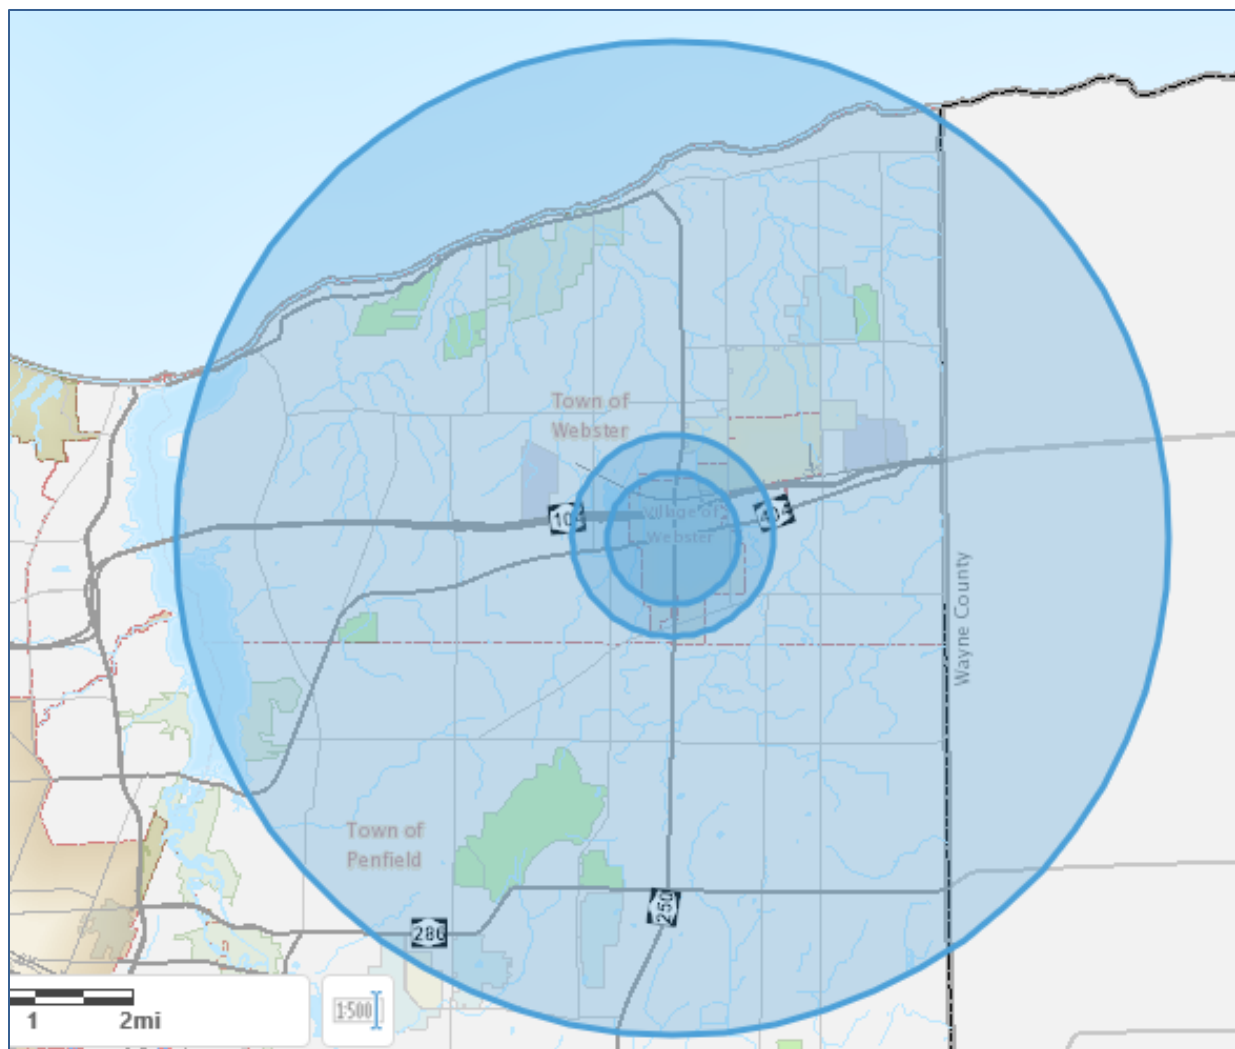 Town of
Webster
104
Village of
Webster
404
Wayne County
Town of
Penfield
250
286
1
2mi
1:500